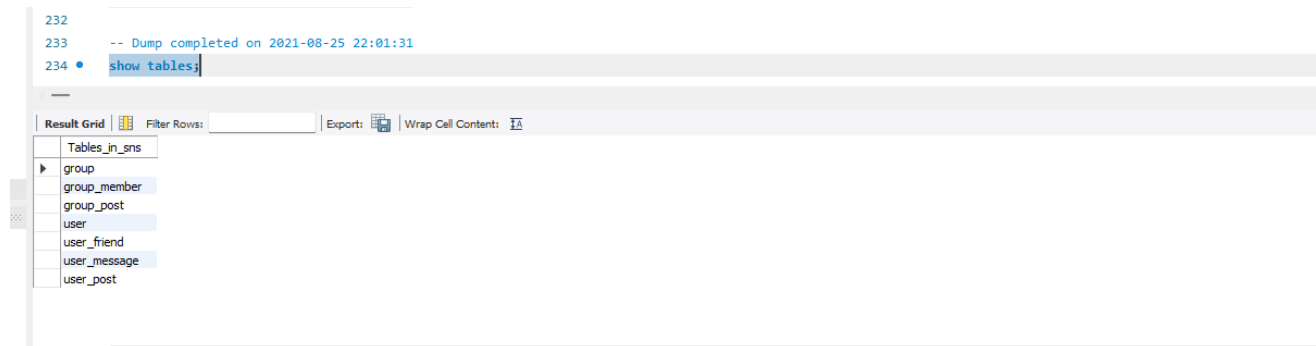 232
233 -- Dump completed on 2021-08-25 22:01:31
234 show tables;
Result Grid Filter Rows: Export: Wrap Cell Content: IA
Tables_in_sns
group
group_member
group_post
user
user_friend
user_message
user_post